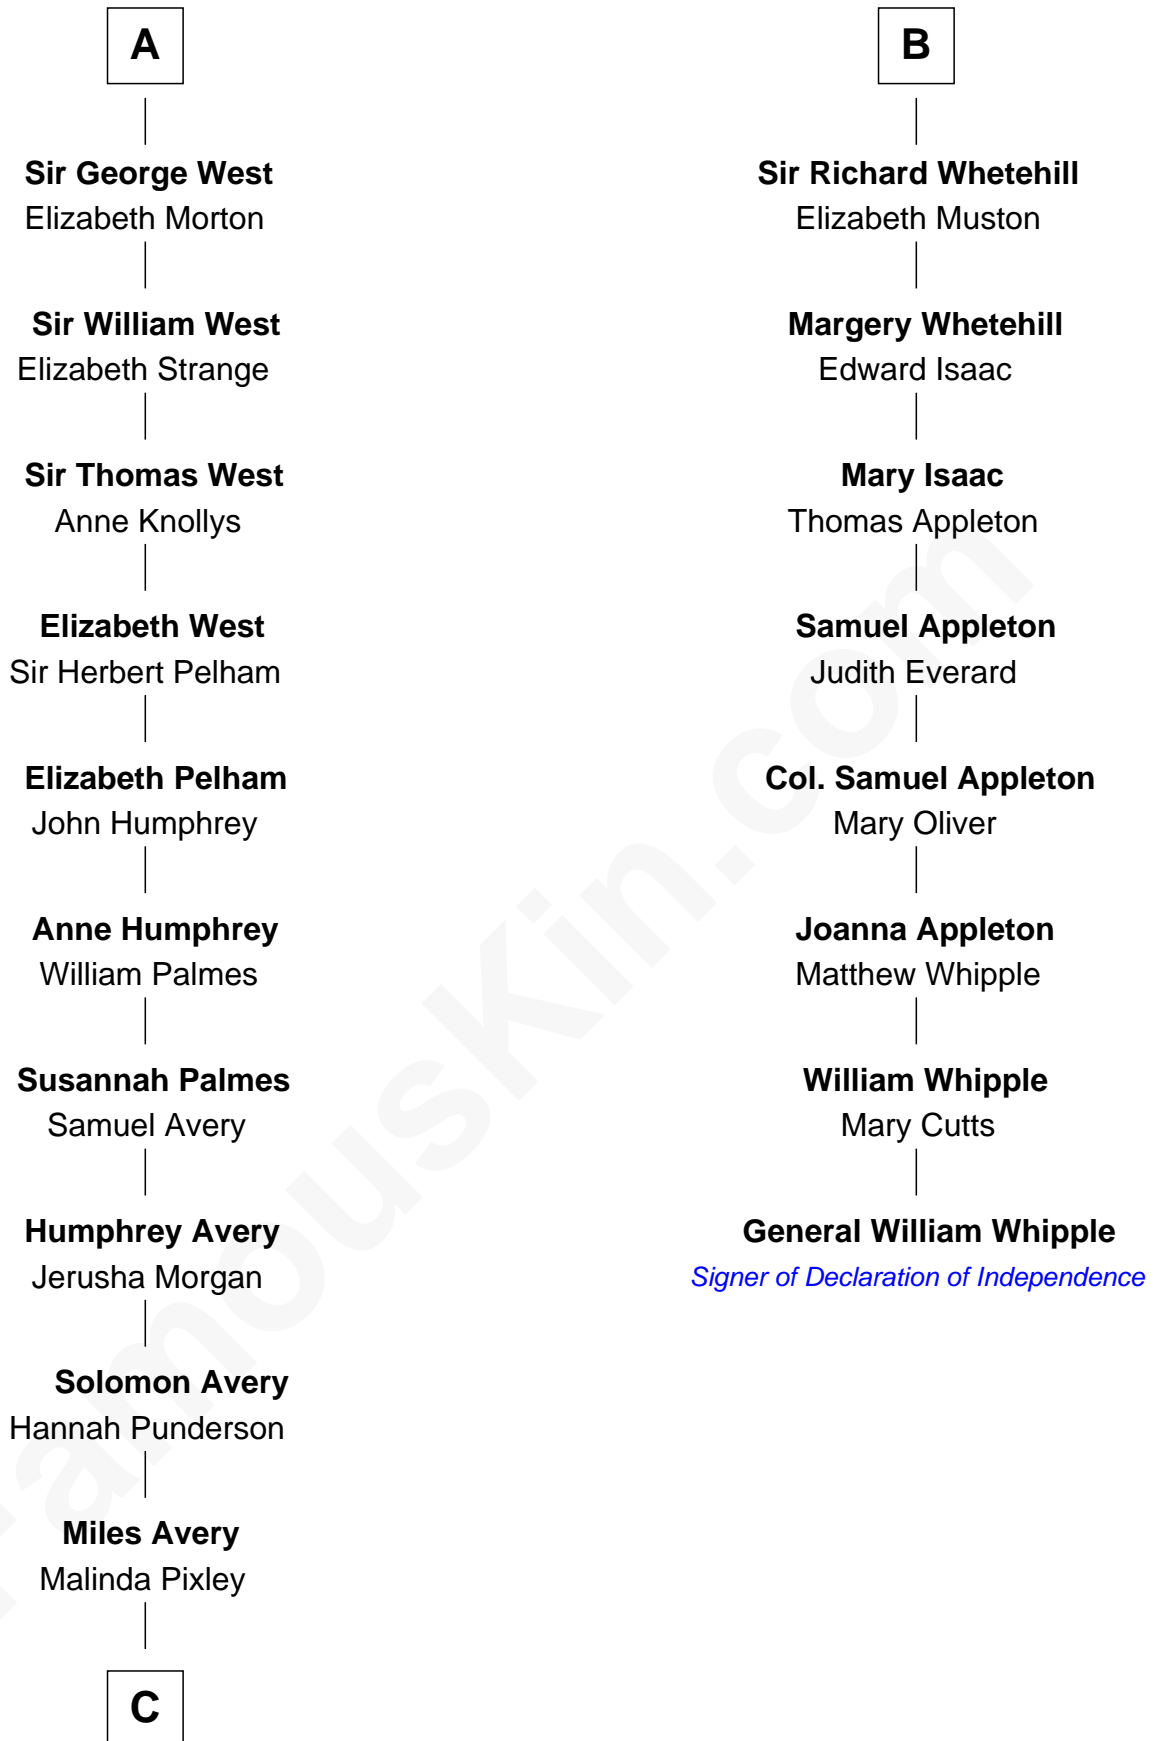 A
Sir George West
Elizabeth Morton
Sir William West
Elizabeth Strange
Sir Thomas West
Anne Knollys
Elizabeth West
Sir Herbert Pelham
Elizabeth Pelham
John Humphrey
Anne Humphrey
William Palmes
Susannah Palmes
Samuel Avery
Humphrey Avery
Jerusha Morgan
Solomon Avery
Hannah Punderson
Miles Avery
Malinda Pixley
C
B
Sir Richard Whetehill
Elizabeth Muston
Margery Whetehill
Edward Isaac
Mary Isaac
Thomas Appleton
Samuel Appleton
Judith Everard
Col. Samuel Appleton
Mary Oliver
Joanna Appleton
Matthew Whipple
William Whipple
Mary Cutts
General William Whipple
Signer of Declaration of Independence
FamousKin.com